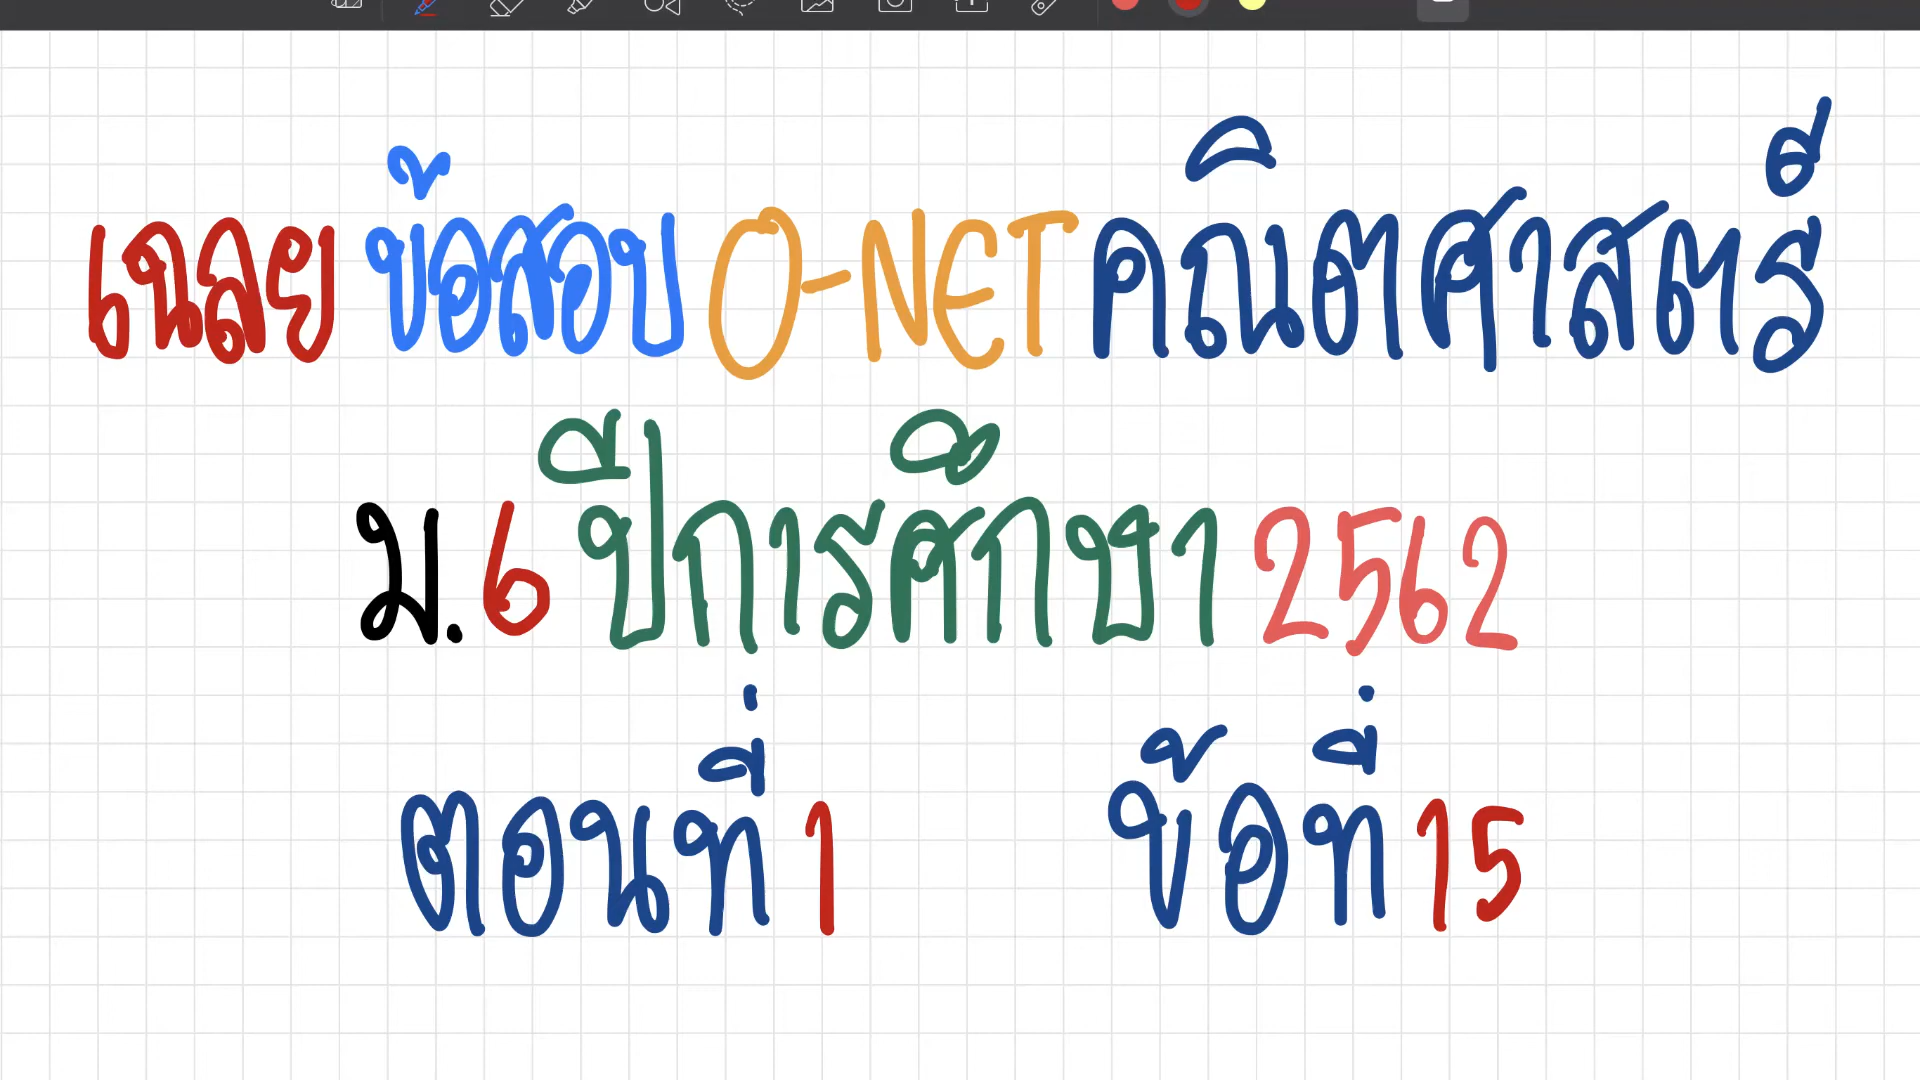 เฉลย ข้อสอบ O-NET คณิตศาสตร์
ม.6 ปีการศึกษา 2562
ตอนที่ 1 ข้อที่ 15